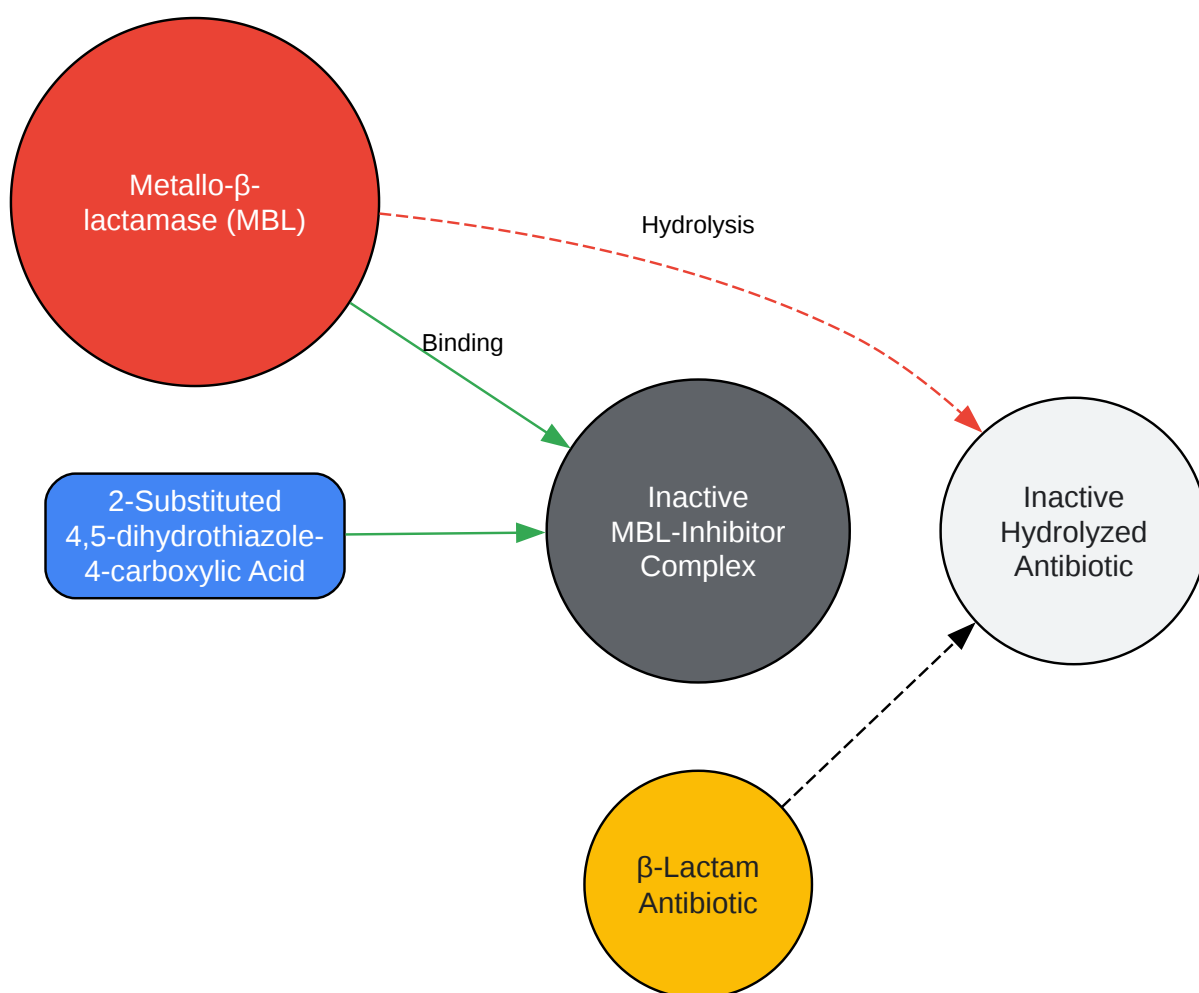 Metallo-β-
lactamase (MBL)
Hydrolysis
Binding
2-Substituted
4,5-dihydrothiazole-
4-carboxylic Acid
Inactive
MBL-Inhibitor
Complex
Inactive
Hydrolyzed
Antibiotic
β-Lactam
Antibiotic